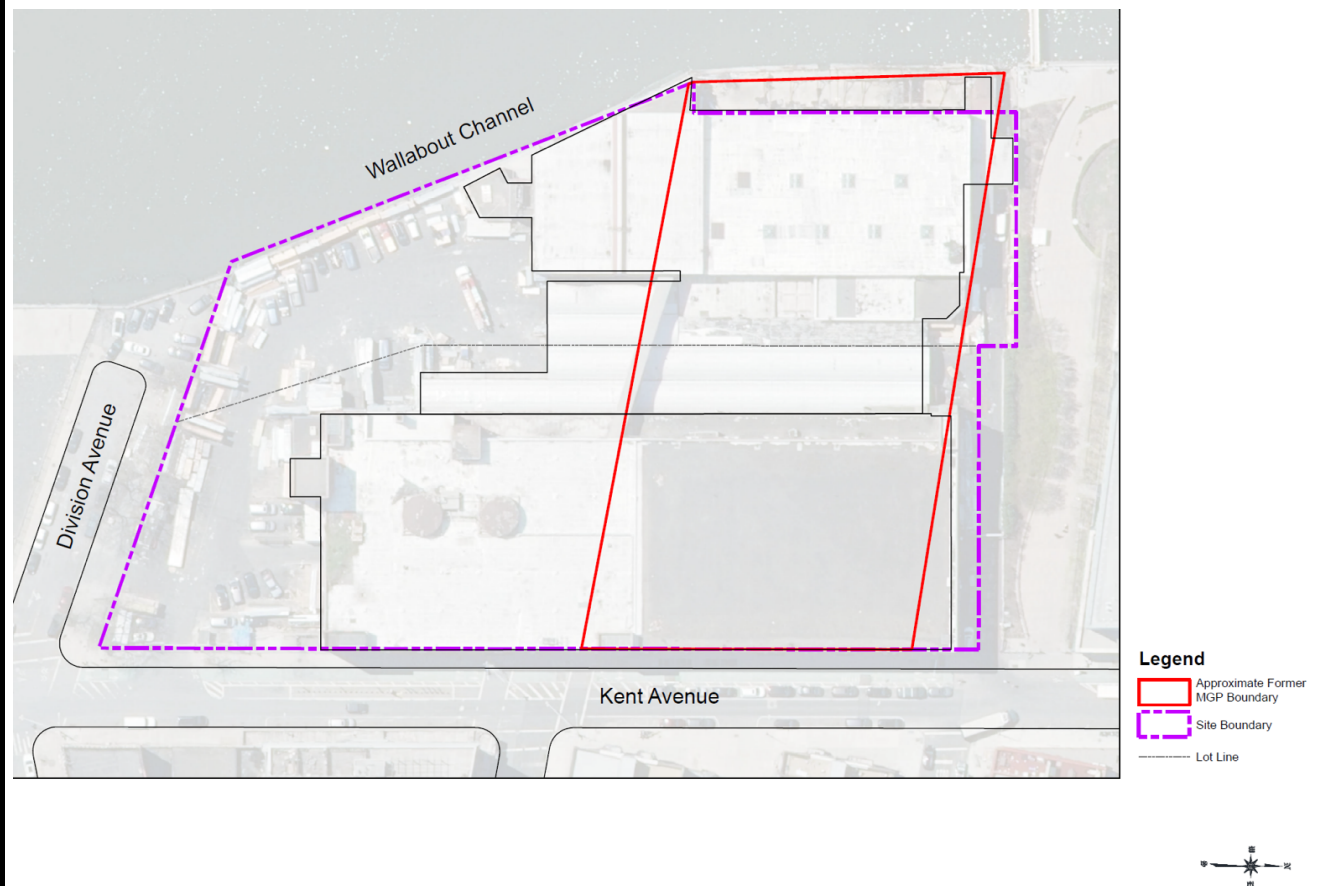 Wallabout Channel
Division Avenue
Kent Avenue
Legend
Approximate Former
MGP Boundary
Site Boundary
Lot Line